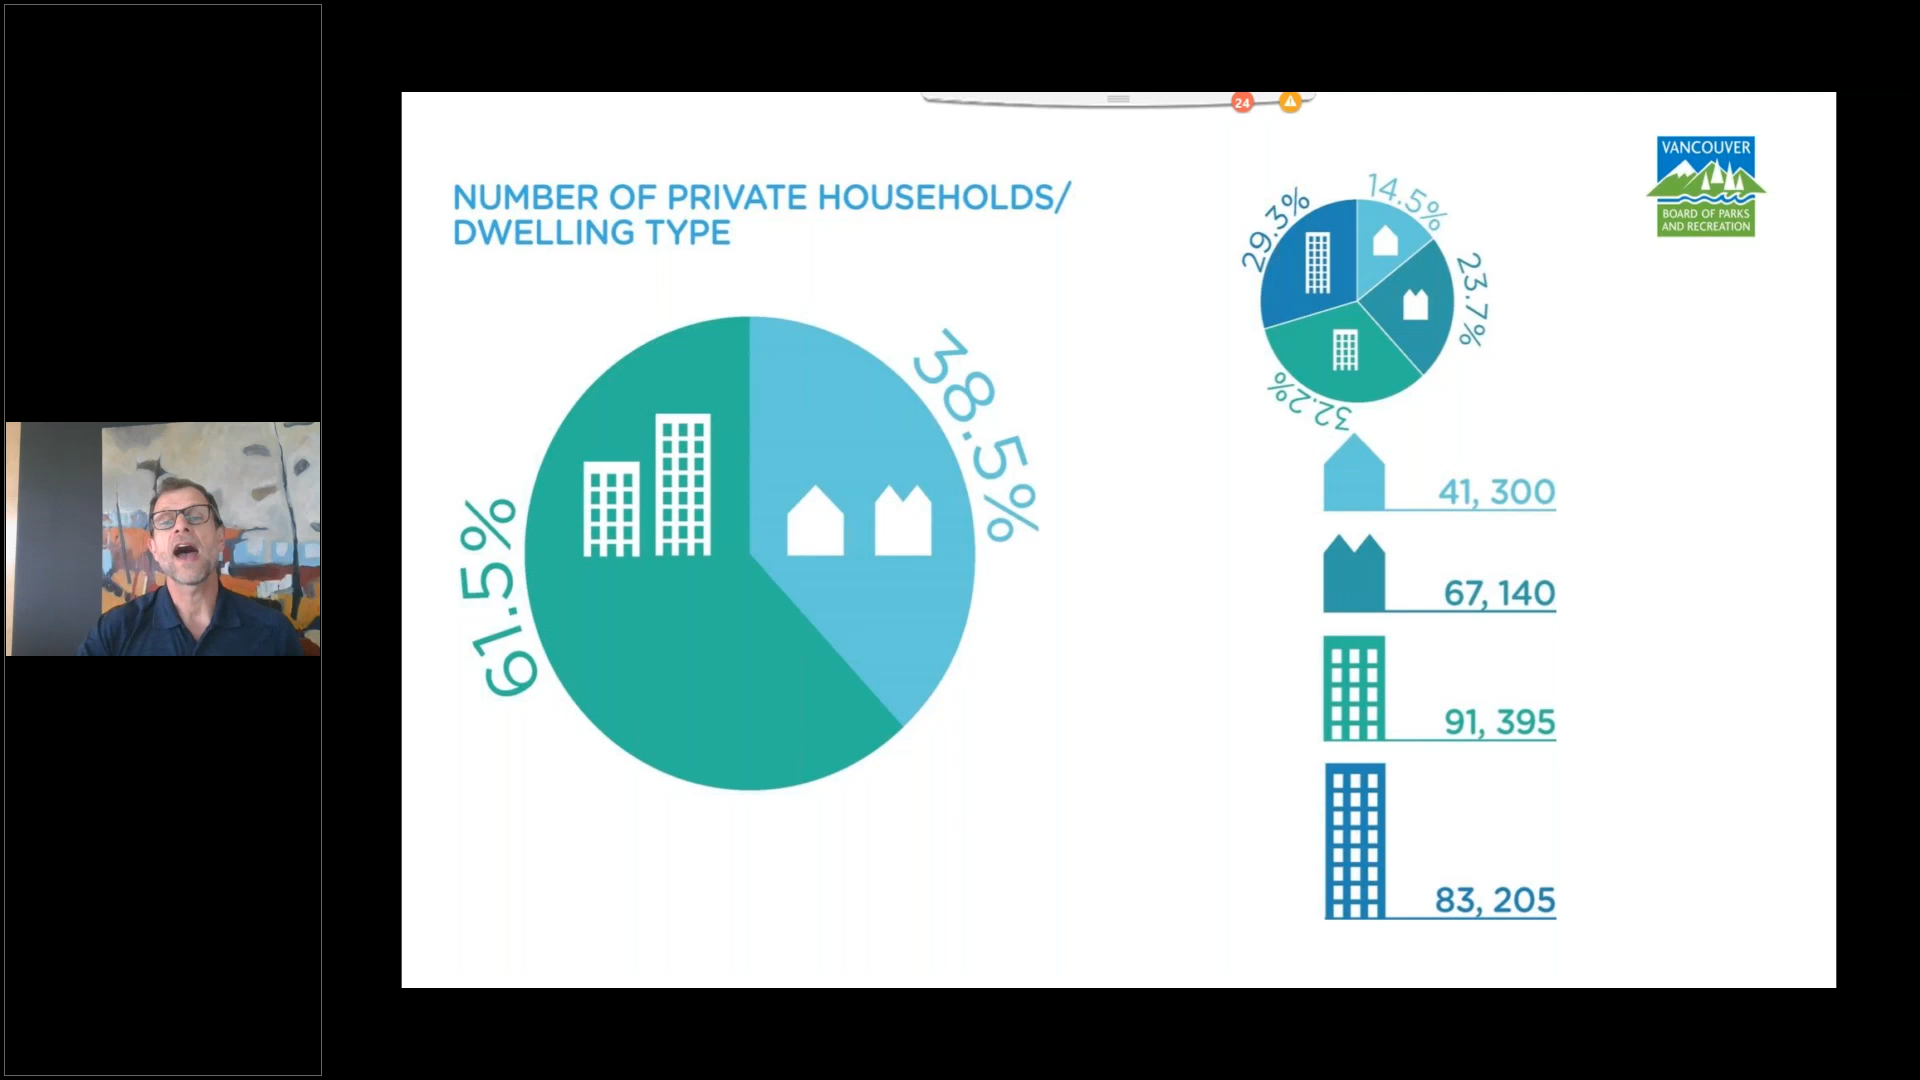 24
VANCOUVER
BOARD OF PARKS
AND RECREATION
NUMBER OF PRIVATE HOUSEHOLDS/
DWELLING TYPE
61.5%
38.5%
29.3%
14.5%
23.7%
32.2%
41, 300
67, 140
91, 395
83, 205